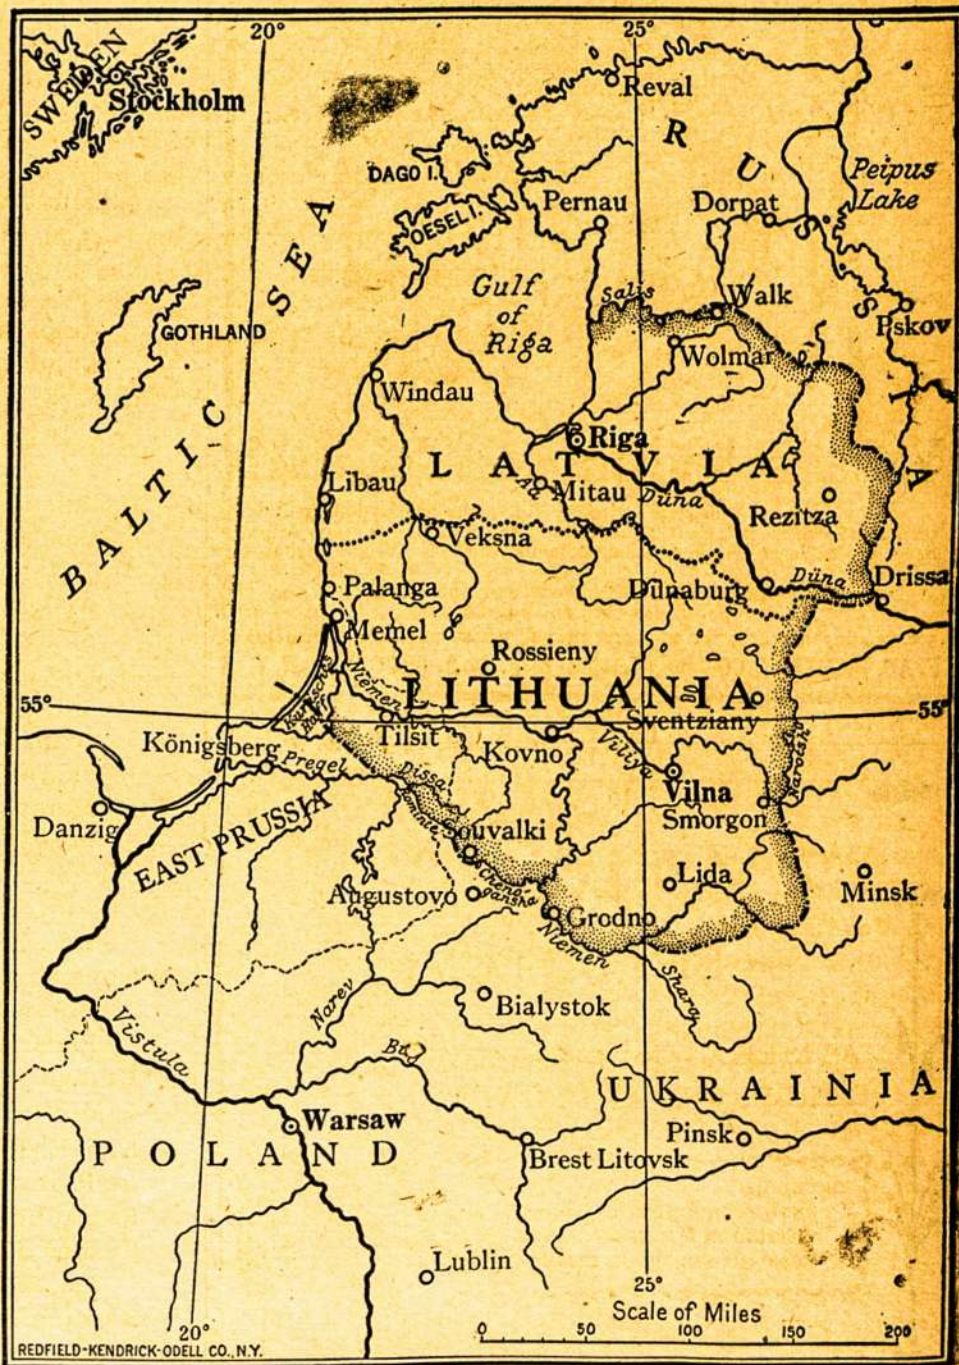 20°
25°
SWEDEN
Stockholm
Reval
RUSSIA
DAGO I.
Peipus
Lake
OESEL I.
Pernau
Dorpat
BALTIC SEA
Gulf
of
Riga
Salis
Walk
GOTHLAND
Pskov
Wolmar
Windau
Riga
LATVIA
Libau
Aa
Mitau
Düna
Rezitza
Veksna
Palanga
Dünaburg
Düna
Drissa
Memel
Rossieny
Niemen
LITHUANIA
55°
55°
Tilsit
Sventziany
Königsberg
Pregel
Kovno
Viliya
Dissa
Vilna
Danzig
EAST PRUSSIA
Smorgon
Souvalki
Lida
Minsk
Augustovo
Grodno
Niemen
Shara
Narev
Bialystok
Vistula
Bug
UKRAINIA
Warsaw
Pinsk
POLAND
Brest Litovsk
Lublin
25°
Scale of Miles
20°
0 50 100 150 200
REDFIELD-KENDRICK-ODELL CO., N.Y.